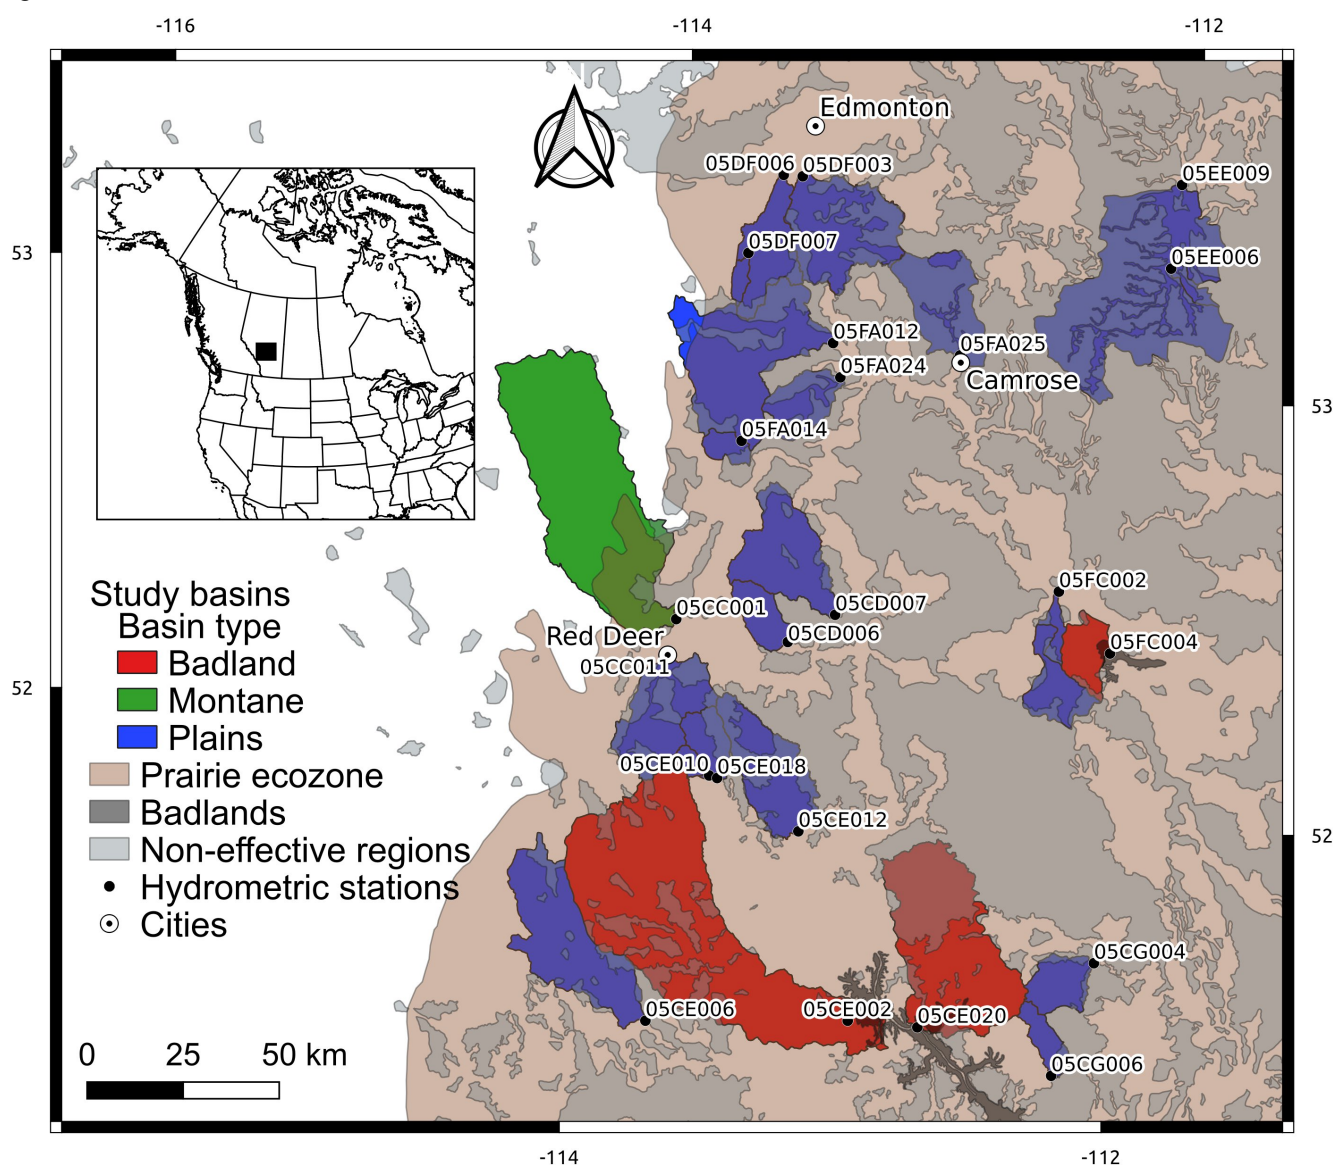 -116
-114
-112
Edmonton
05DF006
05DF003
05EE009
53
05DF007
05EE006
05FA012
05FA025
05FA024
Camrose
53
05FA014
05FC002
Study basins
05CC001
05CD007
Basin type
Red Deer
05CD006
05FC004
Badland
05CC011
52
Montane
Plains
05CE010
05CE018
Prairie ecozone
Badlands
05CE012
52
Non-effective regions
Hydrometric stations
Cities
05CG004
05CE006
05CE002
05CE020
0
25
50 km
05CG006
-114
-112